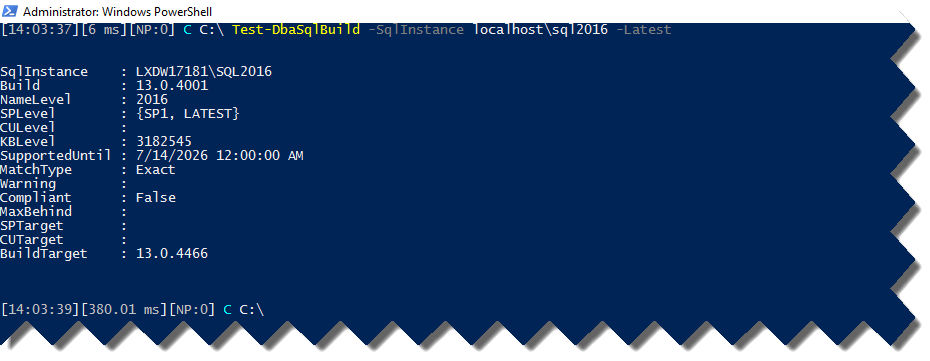 Administrator: Windows PowerShell
[14:03:37][6 ms][NP:0] C C:\ Test-DbaSqlBuild -SqlInstance localhost\sql2016 -Latest
SqlInstance    : LXDW17181\SQL2016
Build          : 13.0.4001
NameLevel      : 2016
SPLevel        : {SP1, LATEST}
CULevel        :
KBLevel        : 3182545
SupportedUntil : 7/14/2026 12:00:00 AM
MatchType      : Exact
Warning        :
Compliant      : False
MaxBehind      :
SPTarget       :
CUTarget       :
BuildTarget    : 13.0.4466
[14:03:39][380.01 ms][NP:0] C C:\